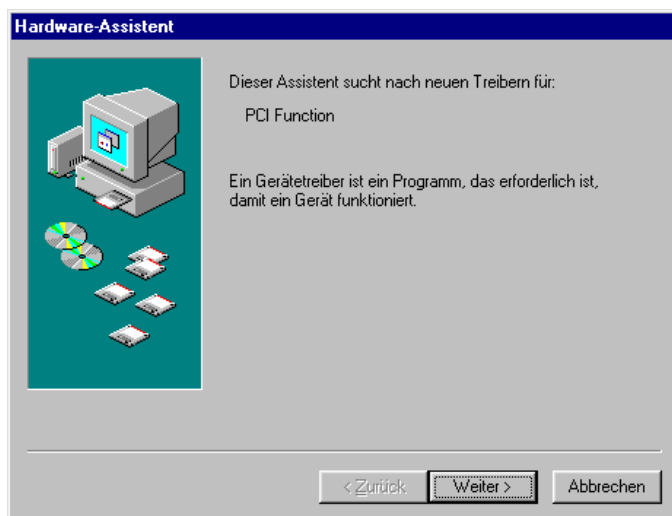 Hardware-Assistent
Dieser Assistent sucht nach neuen Treibern für:
PCI Function
Ein Gerätetreiber ist ein Programm, das erforderlich ist,
damit ein Gerät funktioniert.
< Zurück
Weiter >
Abbrechen